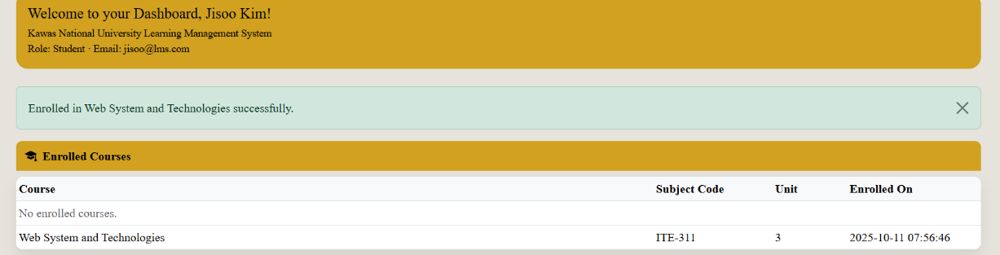 Welcome to your Dashboard, Jisoo Kim!
Kawas National University Learning Management System
Role: Student · Email: jisoo@lms.com
Enrolled in Web System and Technologies successfully.
Enrolled Courses
Course Subject Code Unit Enrolled On
No enrolled courses.
Web System and Technologies ITE-311 3 2025-10-11 07:56:46